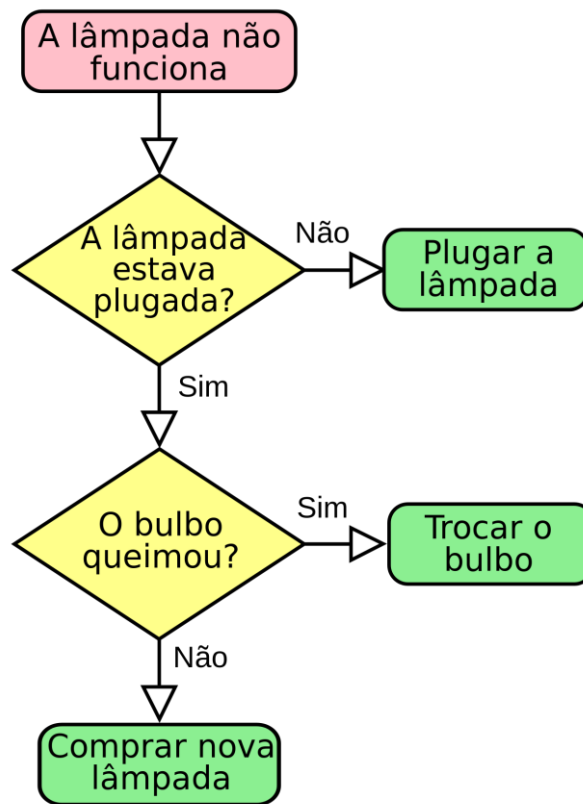 A lâmpada não
funciona
A lâmpada
estava
plugada?
Não
Plugar a
lâmpada
Sim
O bulbo
queimou?
Sim
Trocar o
bulbo
Não
Comprar nova
lâmpada